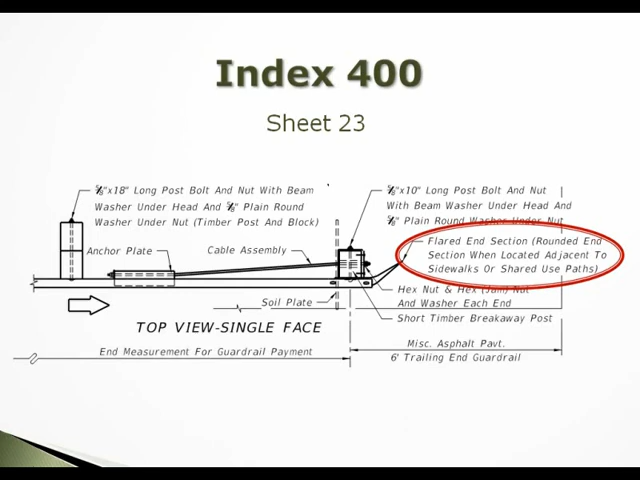 Index 400
Sheet 23
⅝"x18" Long Post Bolt And Nut With Beam
Washer Under Head And ⅝" Plain Round
Washer Under Nut (Timber Post And Block)
⅝"x10" Long Post Bolt And Nut
With Beam Washer Under Head And
⅝" Plain Round Washer Under Nut
Anchor Plate
Cable Assembly
Flared End Section (Rounded End
Section When Located Adjacent To
Sidewalks Or Shared Use Paths)
Soil Plate
Hex Nut & Hex (Jam) Nut
And Washer Each End
Short Timber Breakaway Post
TOP VIEW-SINGLE FACE
End Measurement For Guardrail Payment
Misc. Asphalt Pavt.
6' Trailing End Guardrail